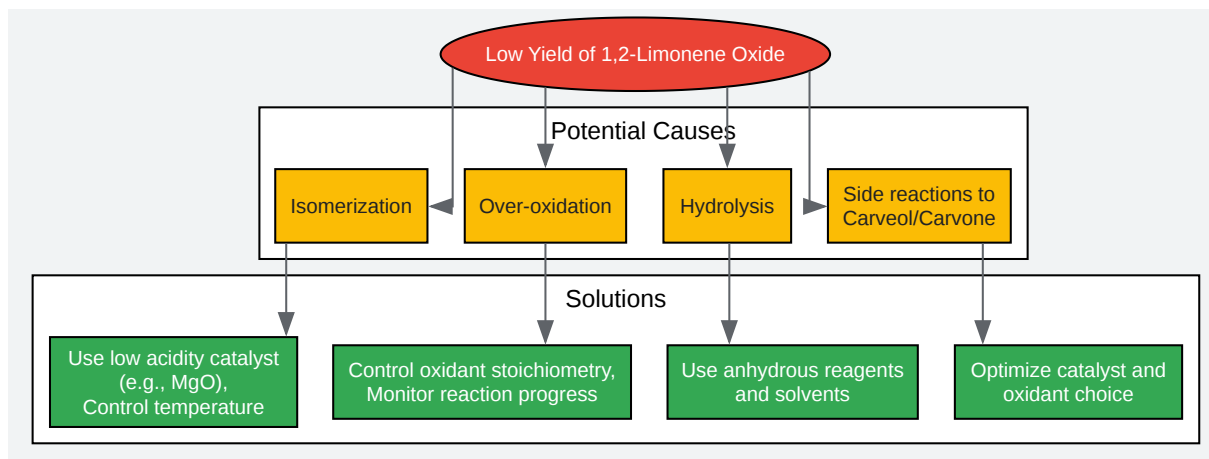 Low Yield of 1,2-Limonene Oxide
Potential Causes
Isomerization
Over-oxidation
Hydrolysis
Side reactions to
Carveol/Carvone
Solutions
Use low acidity catalyst
(e.g., MgO),
Control temperature
Control oxidant stoichiometry,
Monitor reaction progress
Use anhydrous reagents
and solvents
Optimize catalyst and
oxidant choice